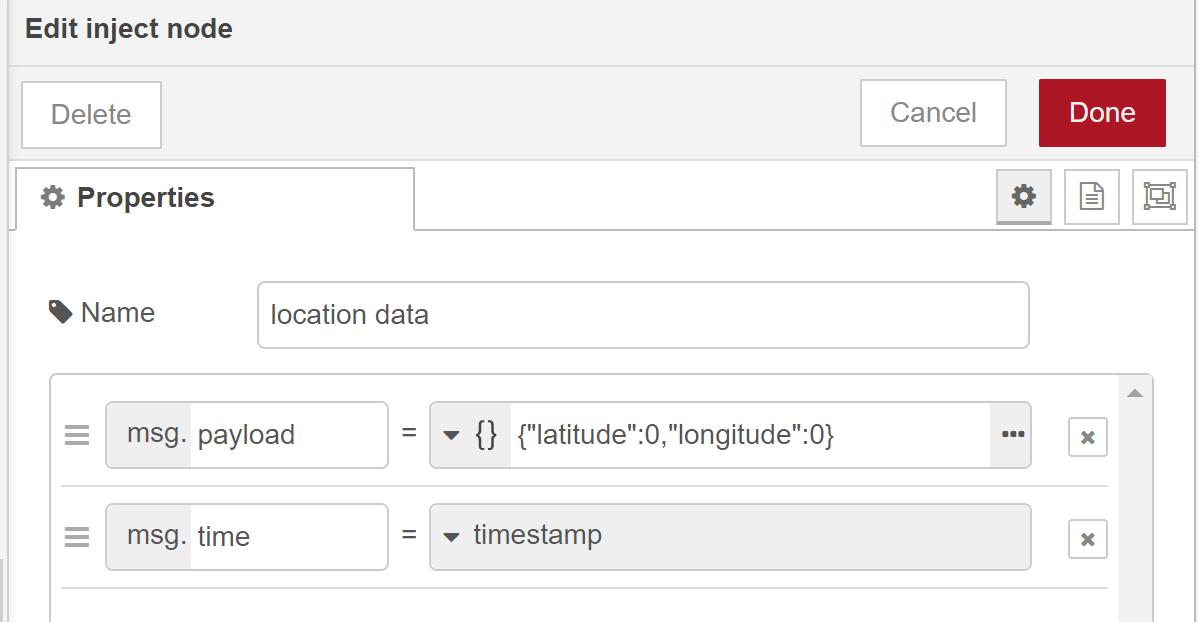 Edit inject node
Delete Cancel Done
Properties
Name location data
msg. payload = {} {"latitude":0,"longitude":0} •••
msg. time = timestamp